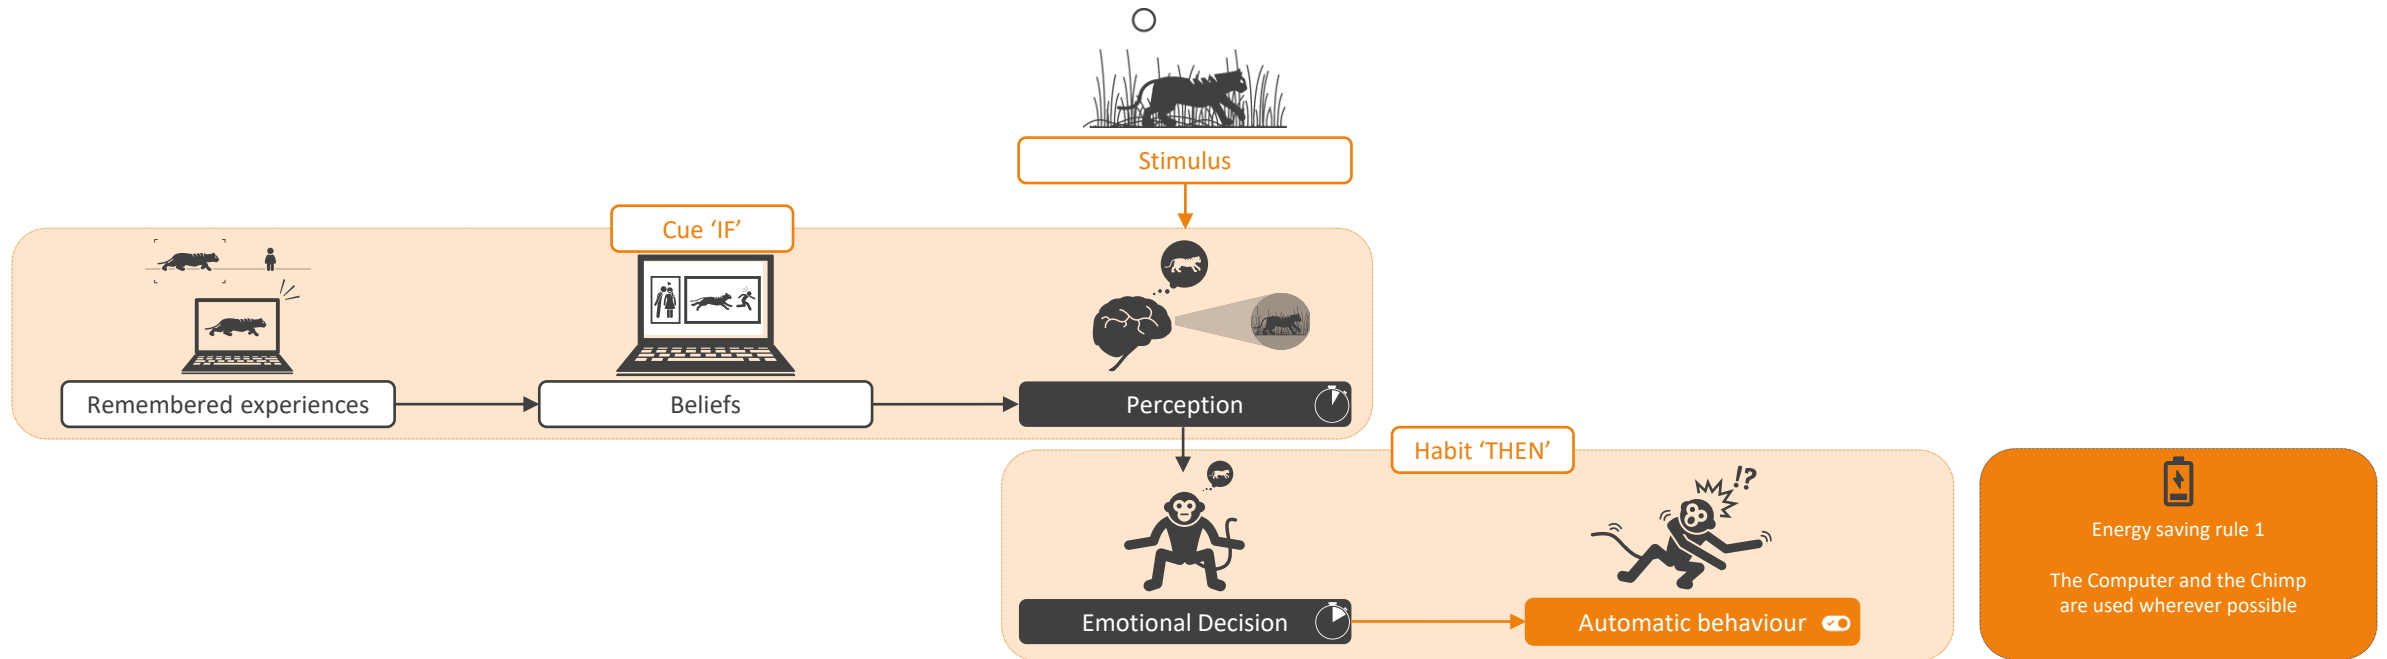 Stimulus
Cue ‘IF’
Remembered experiences
Beliefs
Perception
Habit ‘THEN’
!?
Emotional Decision
Automatic behaviour
Energy saving rule 1
The Computer and the Chimp
are used wherever possible